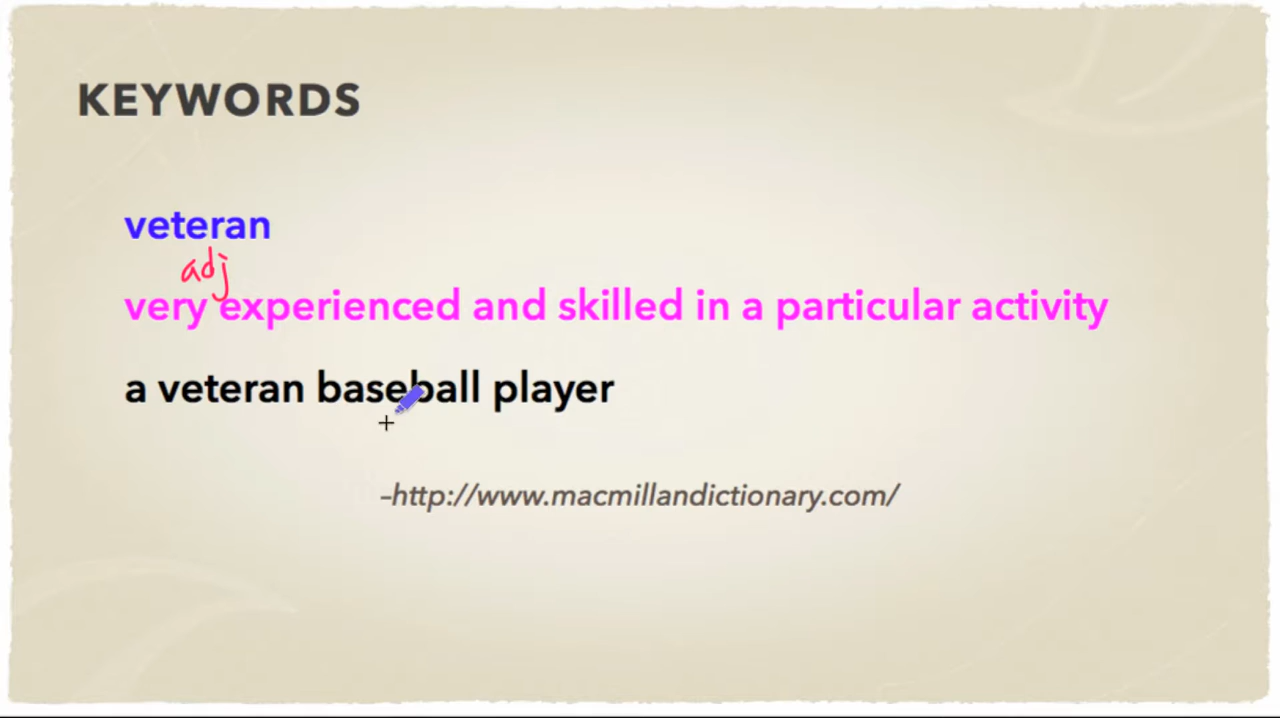 KEYWORDS
veteran
adj
very experienced and skilled in a particular activity
a veteran baseball player
–http://www.macmillandictionary.com/